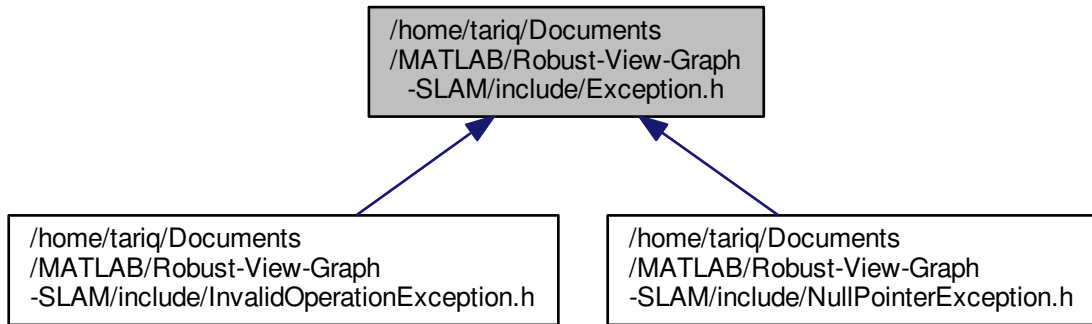 /home/tariq/Documents
/MATLAB/Robust-View-Graph
-SLAM/include/Exception.h
/home/tariq/Documents
/MATLAB/Robust-View-Graph
-SLAM/include/InvalidOperationException.h
/home/tariq/Documents
/MATLAB/Robust-View-Graph
-SLAM/include/NullPointerException.h